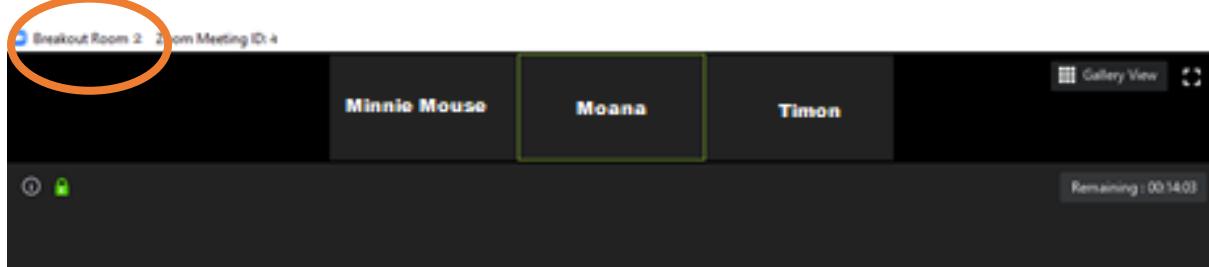 Breakout Room 2 Zoom Meeting ID: 4
Gallery View
Minnie Mouse Moana Timon
Remaining : 00:14:03